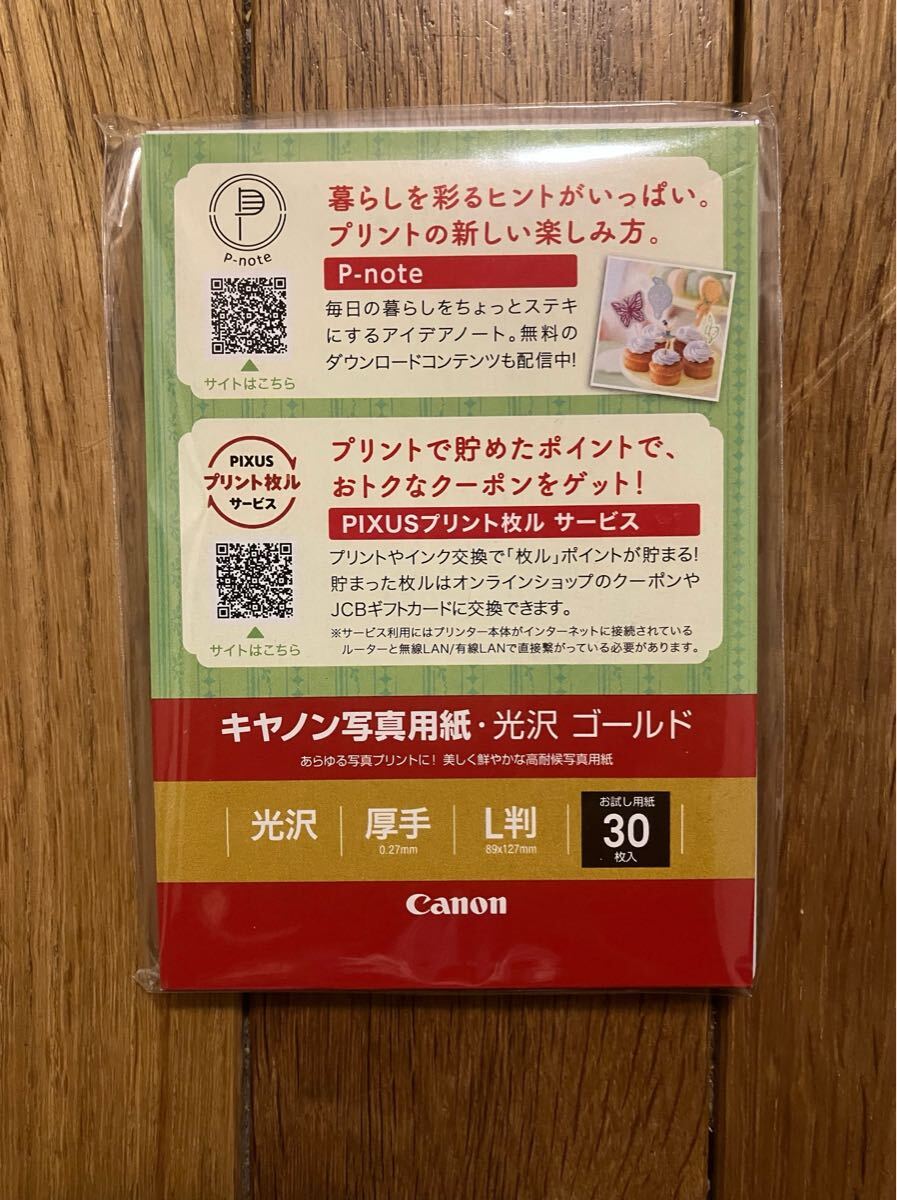 P-note
暮らしを彩るヒントがいっぱい。
プリントの新しい楽しみ方。
P-note
毎日の暮らしをちょっとステキ
にするアイデアノート。無料の
ダウンロードコンテンツも配信中!
サイトはこちら
PIXUS
プリント枚ル
サービス
プリントで貯めたポイントで、
おトクなクーポンをゲット!
PIXUSプリント枚ル サービス
プリントやインク交換で「枚ル」ポイントが貯まる!
貯まった枚ルはオンラインショップのクーポンや
JCBギフトカードに交換できます。
※サービス利用にはプリンター本体がインターネットに接続されている
ルーターと無線LAN/有線LANで直接繋がっている必要があります。
サイトはこちら
キヤノン写真用紙・光沢 ゴールド
あらゆる写真プリントに! 美しく鮮やかな高耐候写真用紙
光沢
厚手
0.27mm
L判
89x127mm
お試し用紙
30
枚入
Canon